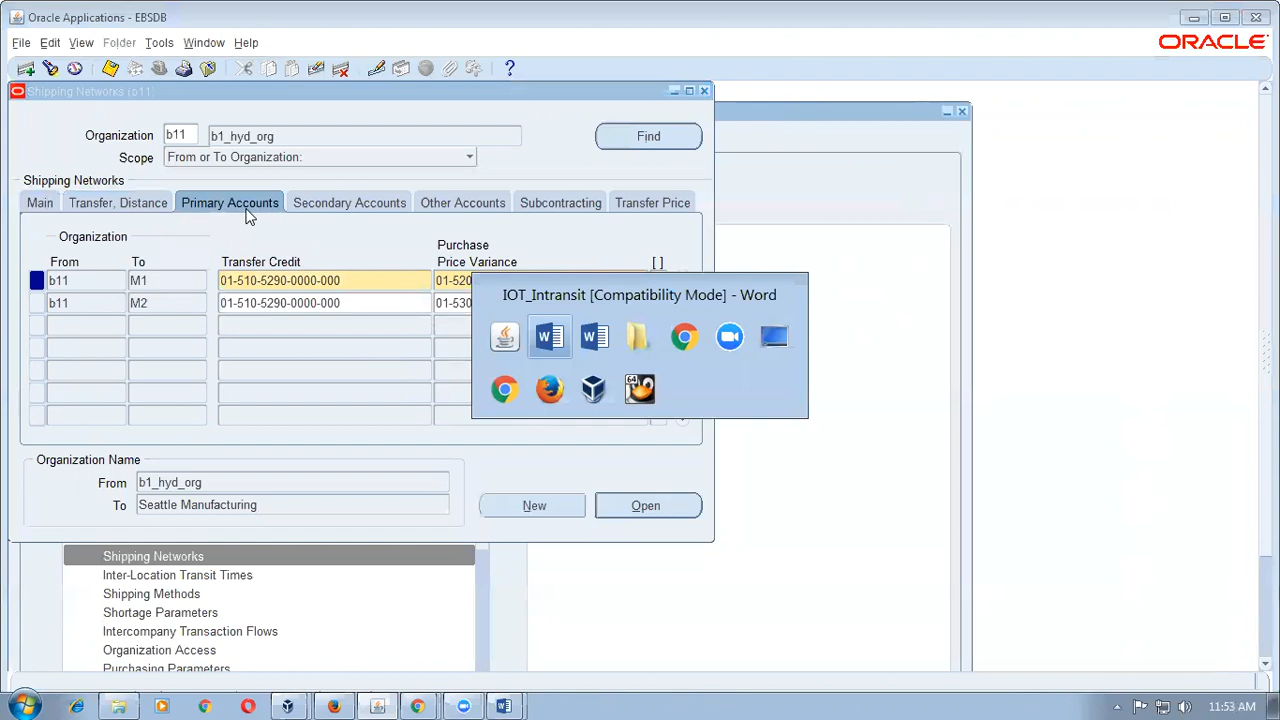 Oracle Applications - EBSDB
File Edit View Folder Tools Window Help
ORACLE
Shipping Networks (b11)
Organization b11 b1_hyd_org Find
Scope From or To Organization:
Shipping Networks
Main Transfer, Distance Primary Accounts Secondary Accounts Other Accounts Subcontracting Transfer Price
Organization
Purchase
From To Transfer Credit Price Variance [ ]
b11 M1 01-510-5290-0000-000 01-520
b11 M2 01-510-5290-0000-000 01-530
IOT_Intransit [Compatibility Mode] - Word
64
Organization Name
From b1_hyd_org
To Seattle Manufacturing
New Open
Shipping Networks
Inter-Location Transit Times
Shipping Methods
Shortage Parameters
Intercompany Transaction Flows
Organization Access
Purchasing Parameters
11:53 AM